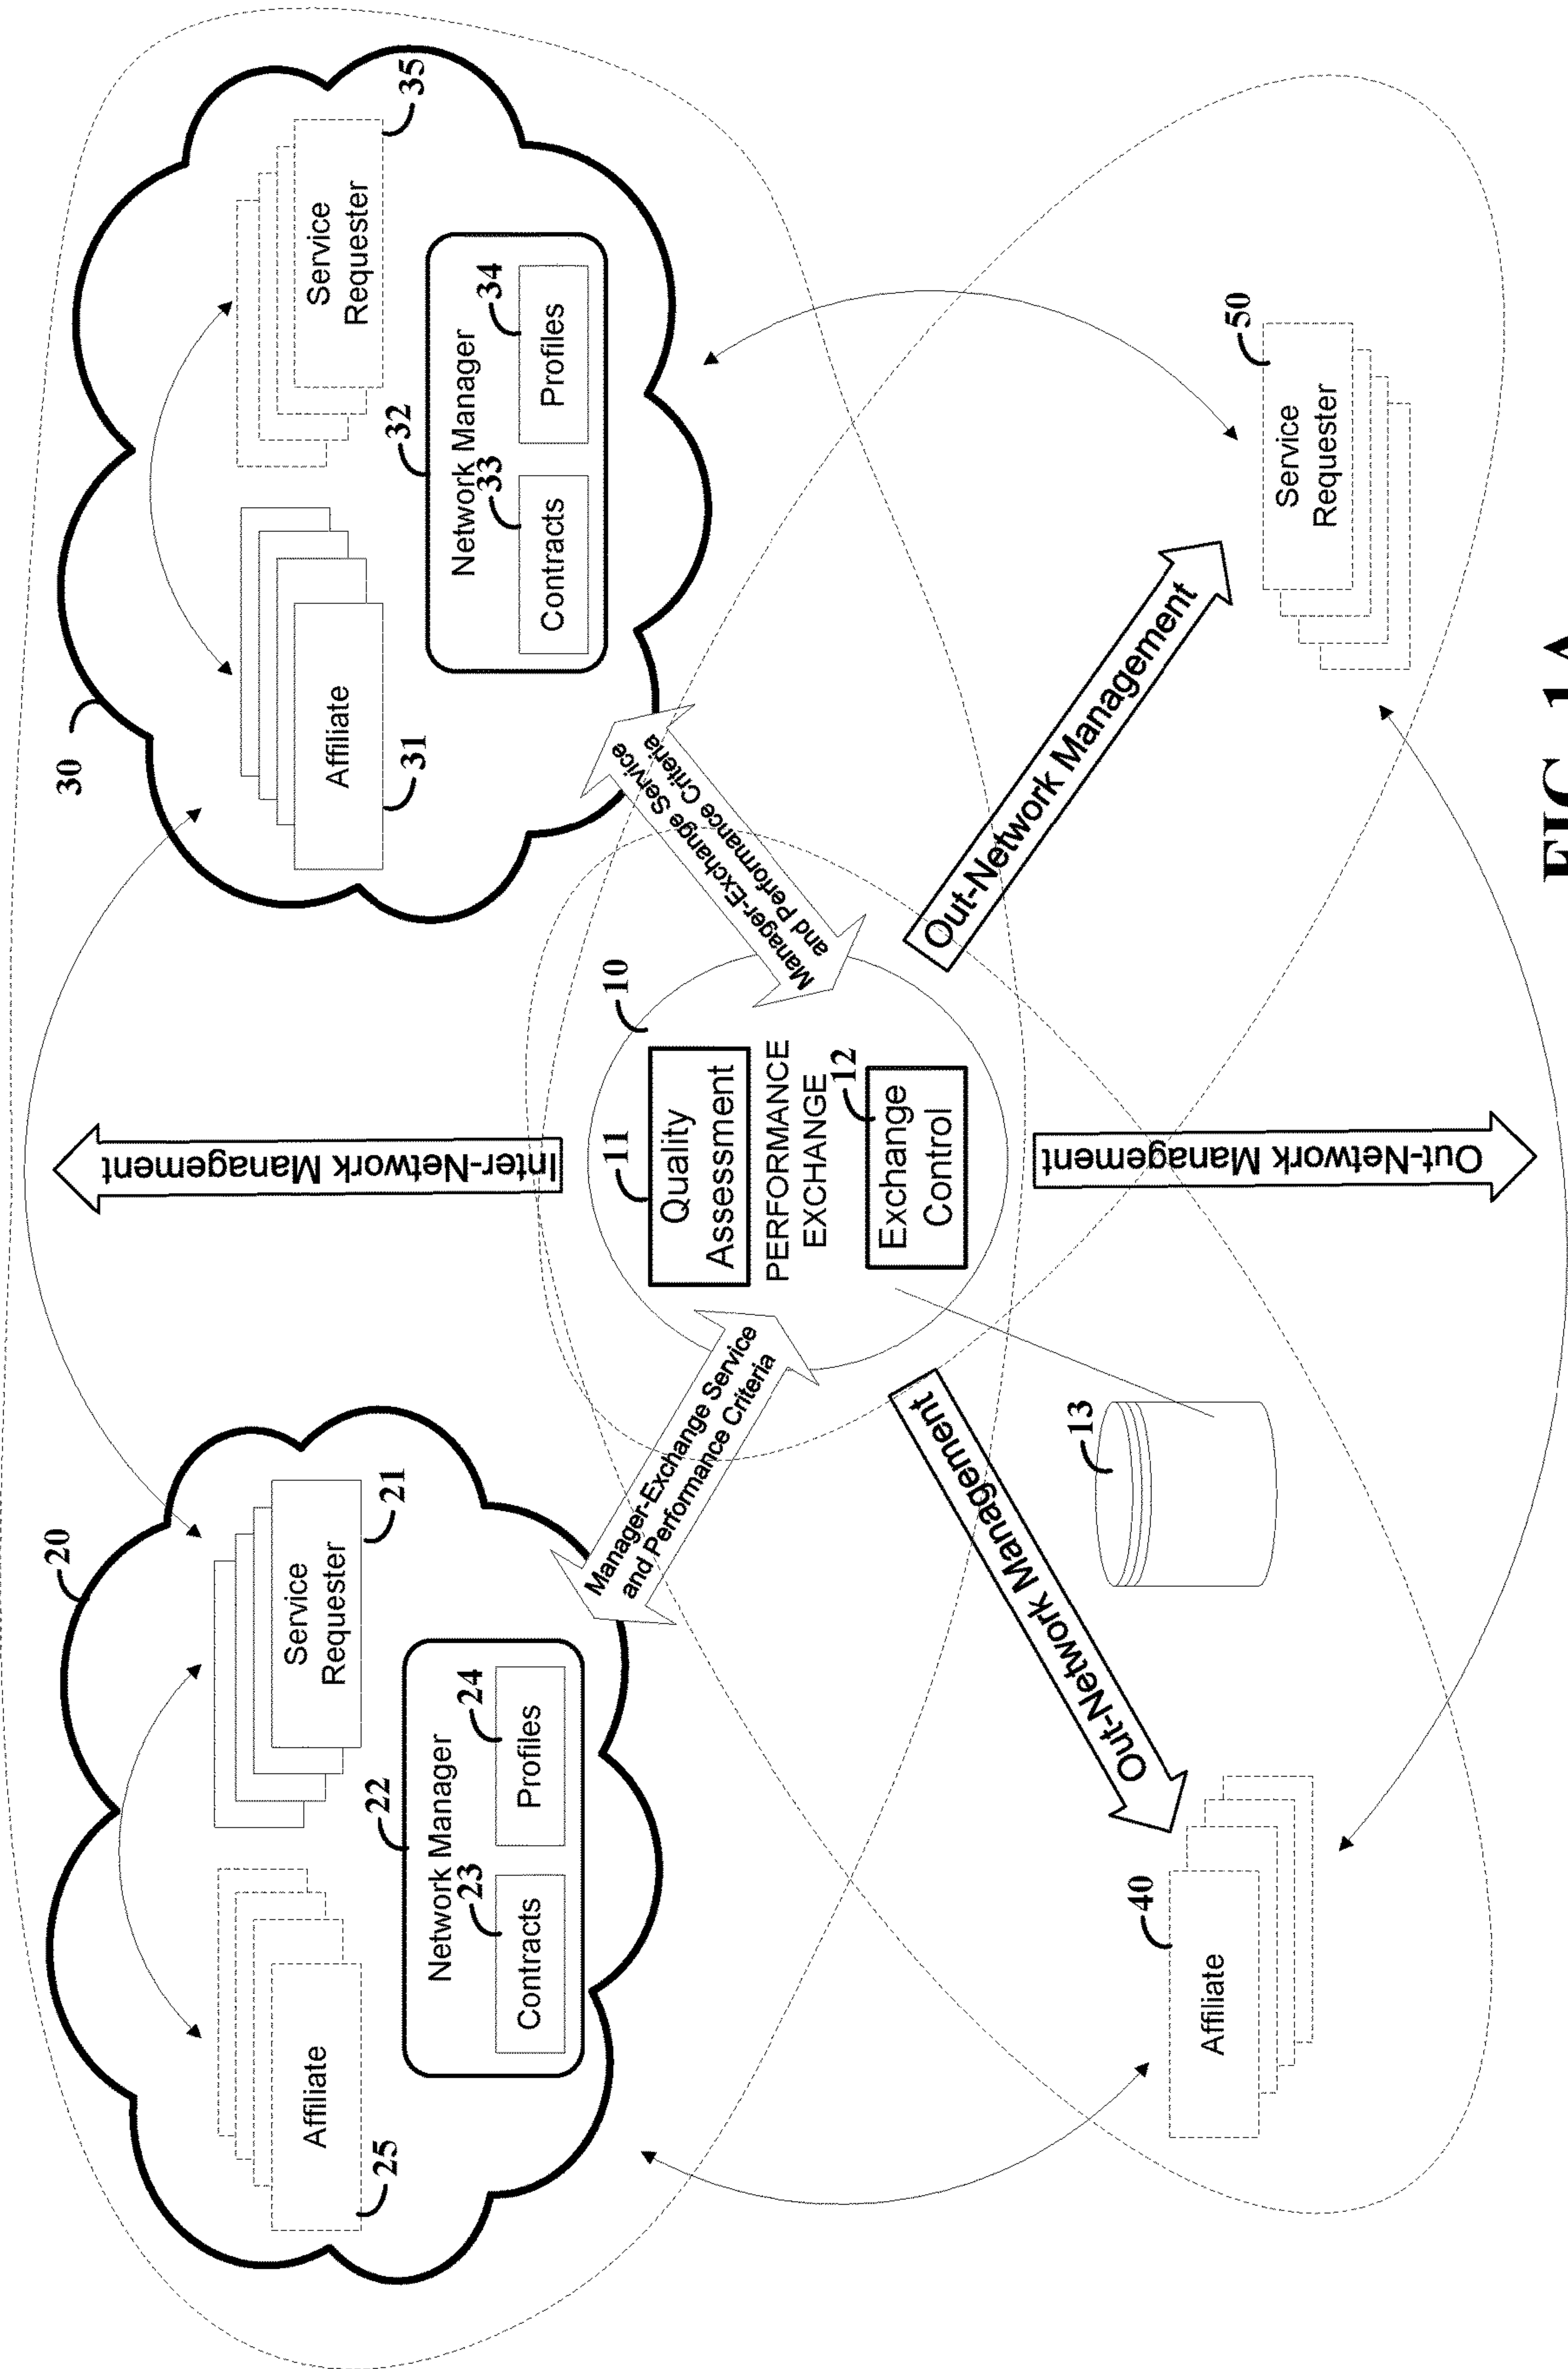 20
Affiliate
25
Service
Requester
21
22
Network Manager
23
Contracts
24
Profiles
Inter-Network Management
30
Affiliate
31
Service
Requester
35
32
Network Manager
33
Contracts
34
Profiles
Manager-Exchange Service
and Performance Criteria
10
11
Quality
Assessment
PERFORMANCE
EXCHANGE
12
Exchange
Control
Manager-Exchange Service
and Performance Criteria
Out-Network Management
Out-Network Management
Out-Network Management
13
40
Affiliate
50
Service
Requester
FIG 1A